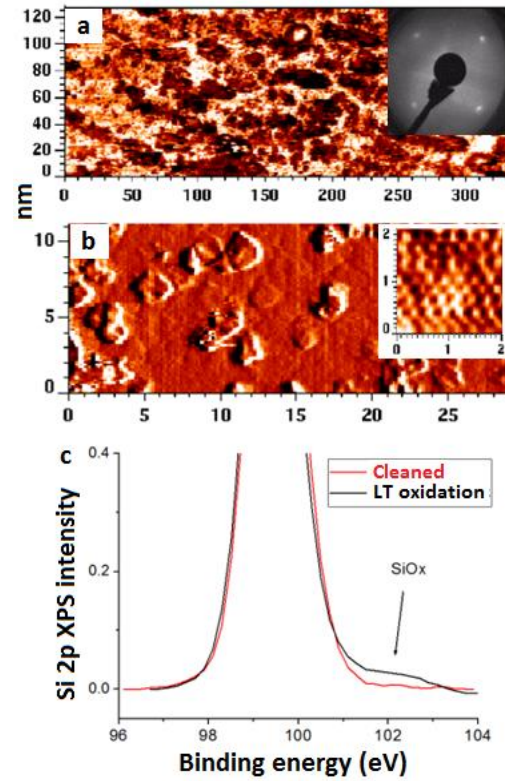 a
120
100
80
60
40
20
0
0 50 100 150 200 250 300
nm
b
10
5
0
0 5 10 15 20 25
2
1
0
0 1 2
c
0.4
0.2
0.0
Cleaned
LT oxidation
SiOx
Si 2p XPS intensity
96 98 100 102 104
Binding energy (eV)